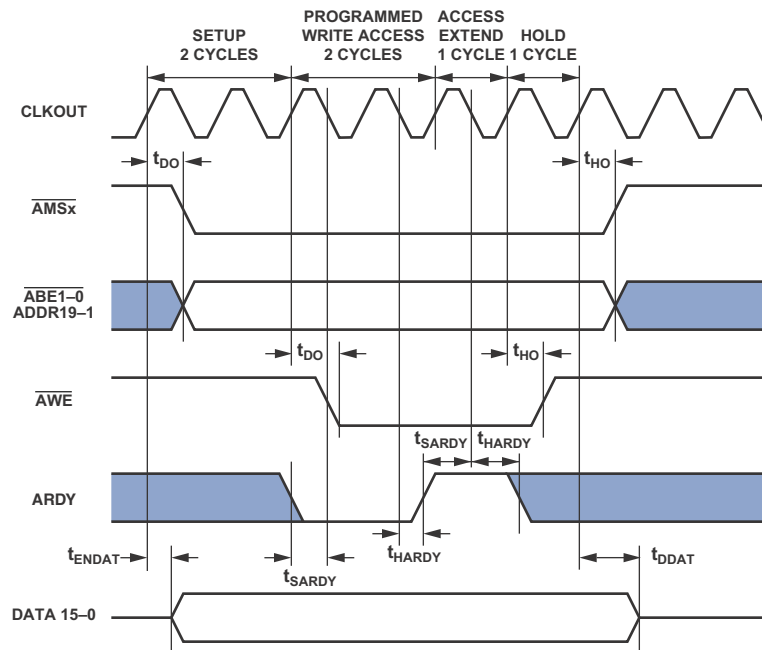 SETUP
2 CYCLES
PROGRAMMED
WRITE ACCESS
2 CYCLES
ACCESS
EXTEND
1 CYCLE
HOLD
1 CYCLE
CLKOUT
tDO
tHO
AMSx
ABE1–0
ADDR19–1
tDO
tHO
AWE
tSARDY
tHARDY
ARDY
tENDAT
tSARDY
tHARDY
tDDAT
DATA 15–0